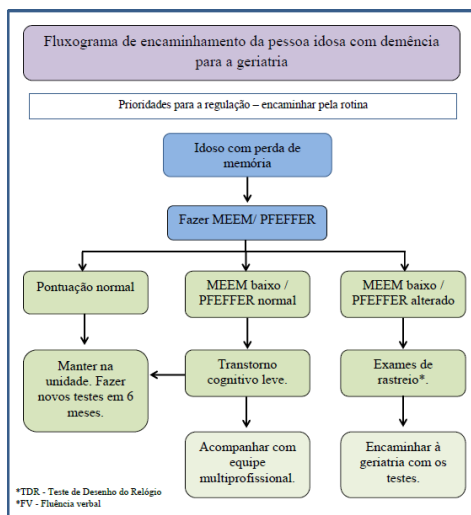 Fluxograma de encaminhamento da pessoa idosa com demência
para a geriatria
Prioridades para a regulação – encaminhar pela rotina
Idoso com perda de
memória
Fazer MEEM/ PFEFFER
Pontuação normal
MEEM baixo /
PFEFFER normal
MEEM baixo /
PFEFFER alterado
Manter na
unidade. Fazer
novos testes em 6
meses.
Transtorno
cognitivo leve.
Exames de
rastreio*.
Acompanhar com
equipe
multiprofissional.
Encaminhar à
geriatria com os
testes.
*TDR - Teste de Desenho do Relógio
*FV - Fluência verbal